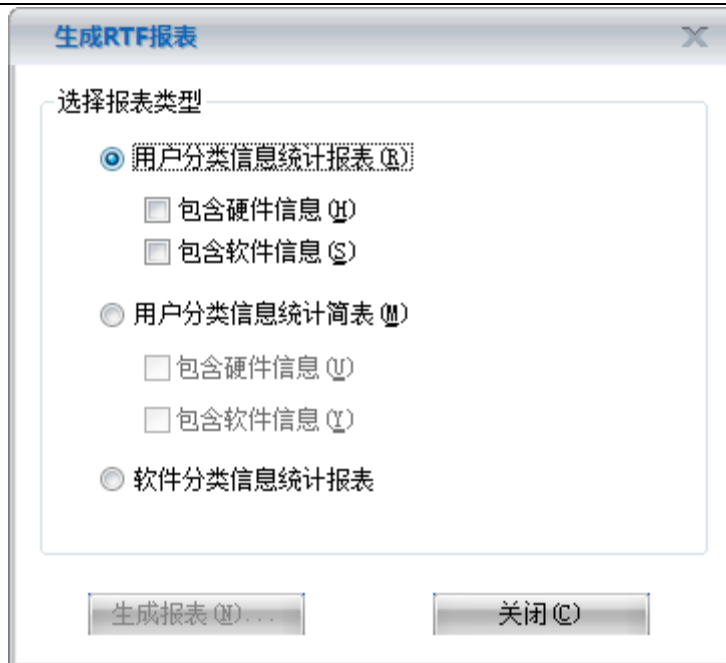 生成RTF报表
选择报表类型
用户分类信息统计报表(R)
包含硬件信息(H)
包含软件信息(S)
用户分类信息统计简表(M)
包含硬件信息(U)
包含软件信息(Y)
软件分类信息统计报表
生成报表(N)...
关闭(C)